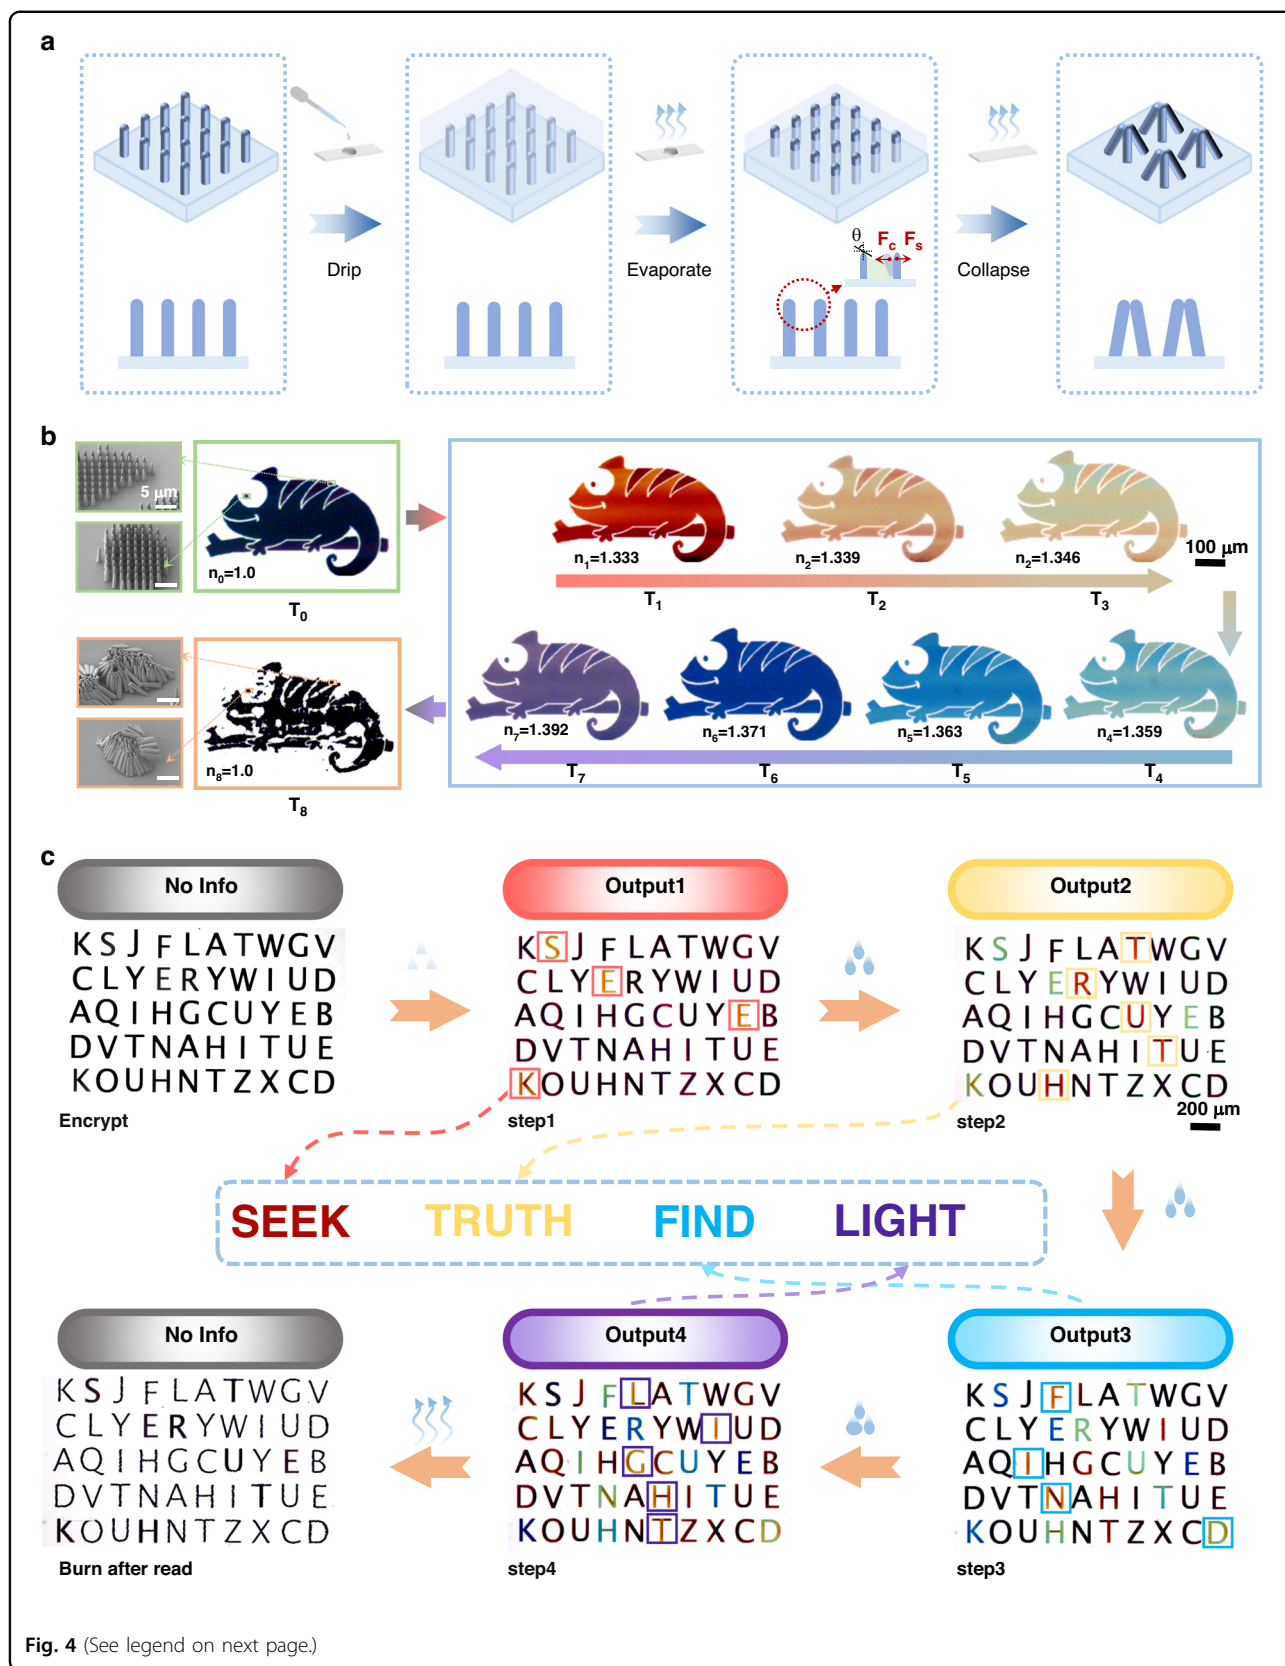 a
θ
Fc Fs
Drip
Evaporate
Collapse
b
5 μm
n0=1.0
T0
n1=1.333
n2=1.339
n2=1.346
100 μm
T1
T2
T3
n7=1.392
n6=1.371
n5=1.363
n4=1.359
T7
T6
T5
T4
n8=1.0
T8
c
No Info
KSJFLATWGV
CLYERYWIUD
AQIHGCUYEB
DVTNAHITUE
KOUHNTZXCD
Encrypt
Output1
KSJFLATWGV
CLYERYWIUD
AQIHGCUYEB
DVTNAHITUE
KOUHNTZXCD
step1
Output2
KSJFLATWGV
CLYERYWIUD
AQIHGCUYEB
DVTNAHITUE
KOUHNTZXCD
step2
200 μm
SEEK TRUTH FIND LIGHT
No Info
KSJFLATWGV
CLYERYWIUD
AQIHGCUYEB
DVTNAHITUE
KOUHNTZXCD
Burn after read
Output4
KSJFLATWGV
CLYERYWIUD
AQIHGCUYEB
DVTNAHITUE
KOUHNTZXCD
step4
Output3
KSJFLATWGV
CLYERYWIUD
AQIHGCUYEB
DVTNAHITUE
KOUHNTZXCD
step3
Fig. 4 (See legend on next page.)